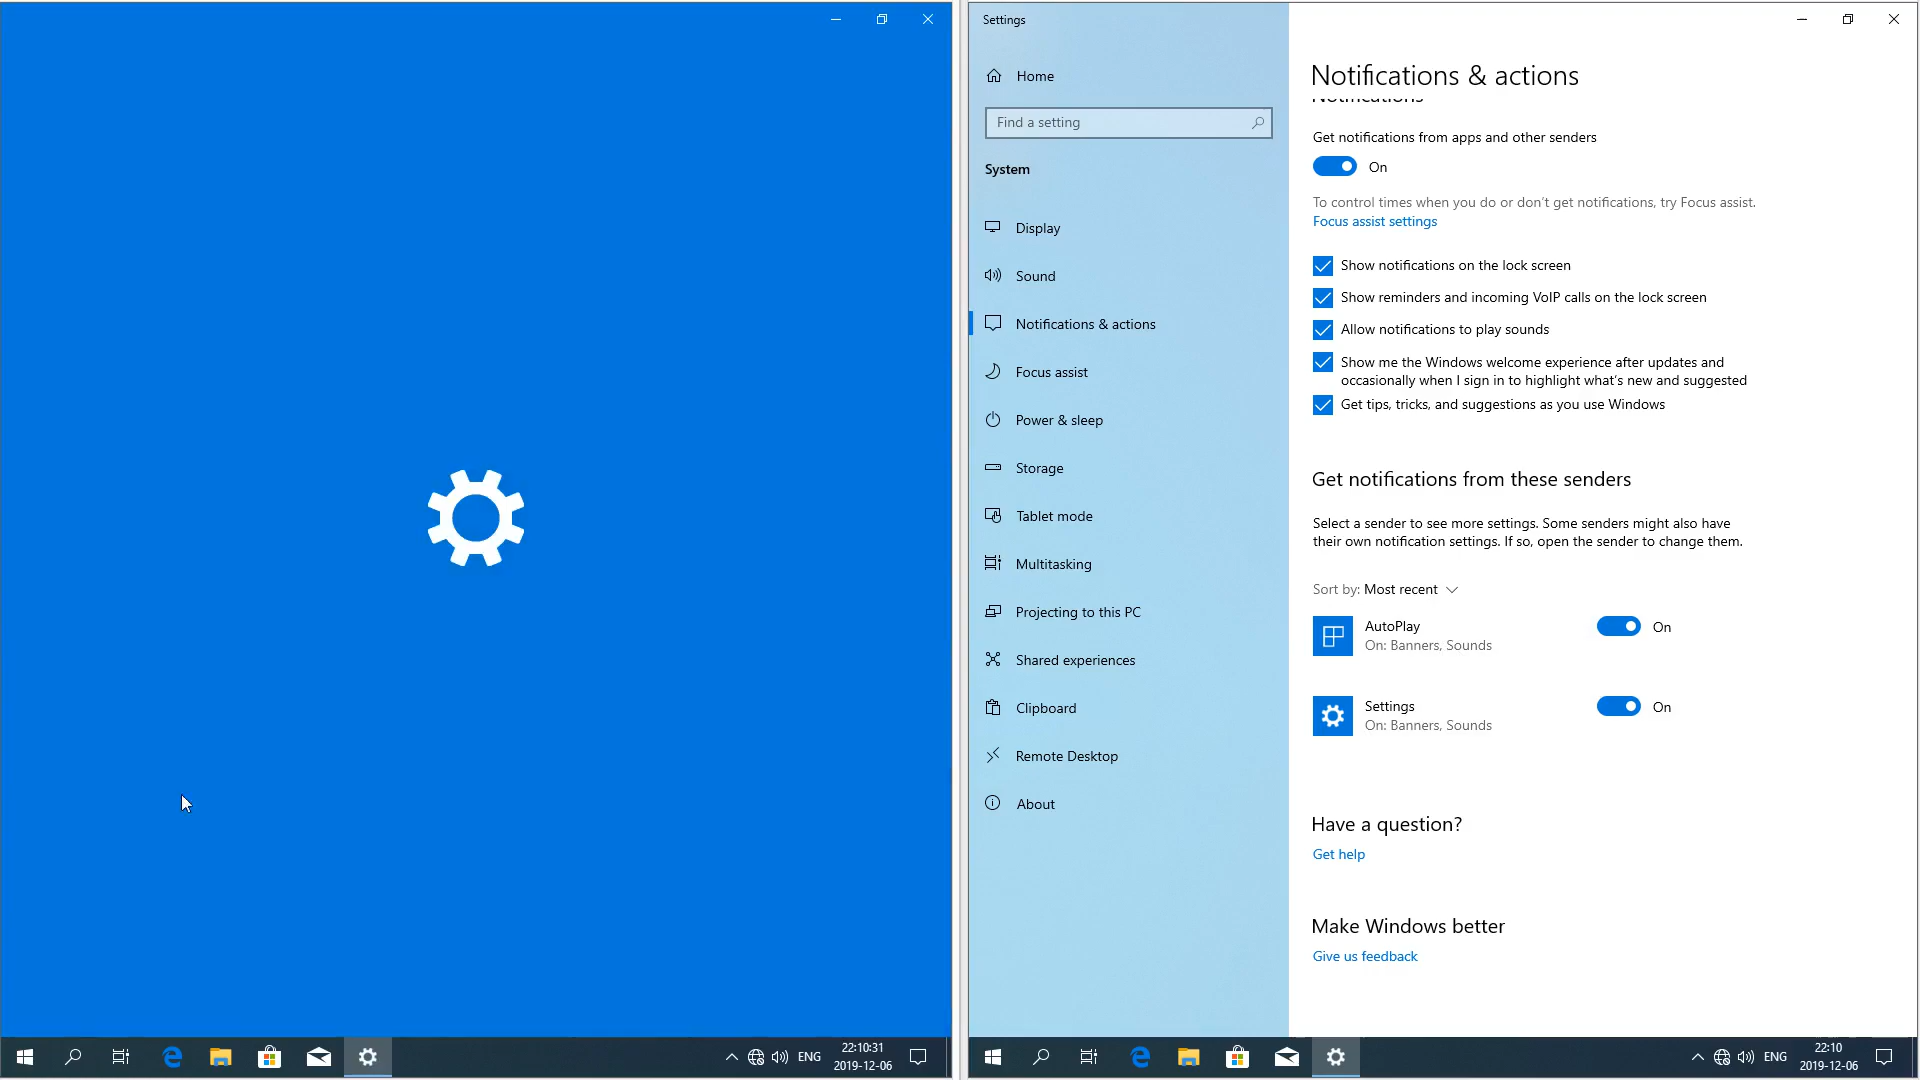 Settings
Home
Find a setting
System
Display
Sound
Notifications & actions
Focus assist
Power & sleep
Storage
Tablet mode
Multitasking
Projecting to this PC
Shared experiences
Clipboard
Remote Desktop
About
Notifications & actions
Notifications
Get notifications from apps and other senders
On
To control times when you do or don't get notifications, try Focus assist.
Focus assist settings
Show notifications on the lock screen
Show reminders and incoming VoIP calls on the lock screen
Allow notifications to play sounds
Show me the Windows welcome experience after updates and
occasionally when I sign in to highlight what's new and suggested
Get tips, tricks, and suggestions as you use Windows
Get notifications from these senders
Select a sender to see more settings. Some senders might also have
their own notification settings. If so, open the sender to change them.
Sort by: Most recent
AutoPlay
On: Banners, Sounds
On
Settings
On: Banners, Sounds
On
Have a question?
Get help
Make Windows better
Give us feedback
ENG
22:10:31
2019-12-06
ENG
22:10
2019-12-06